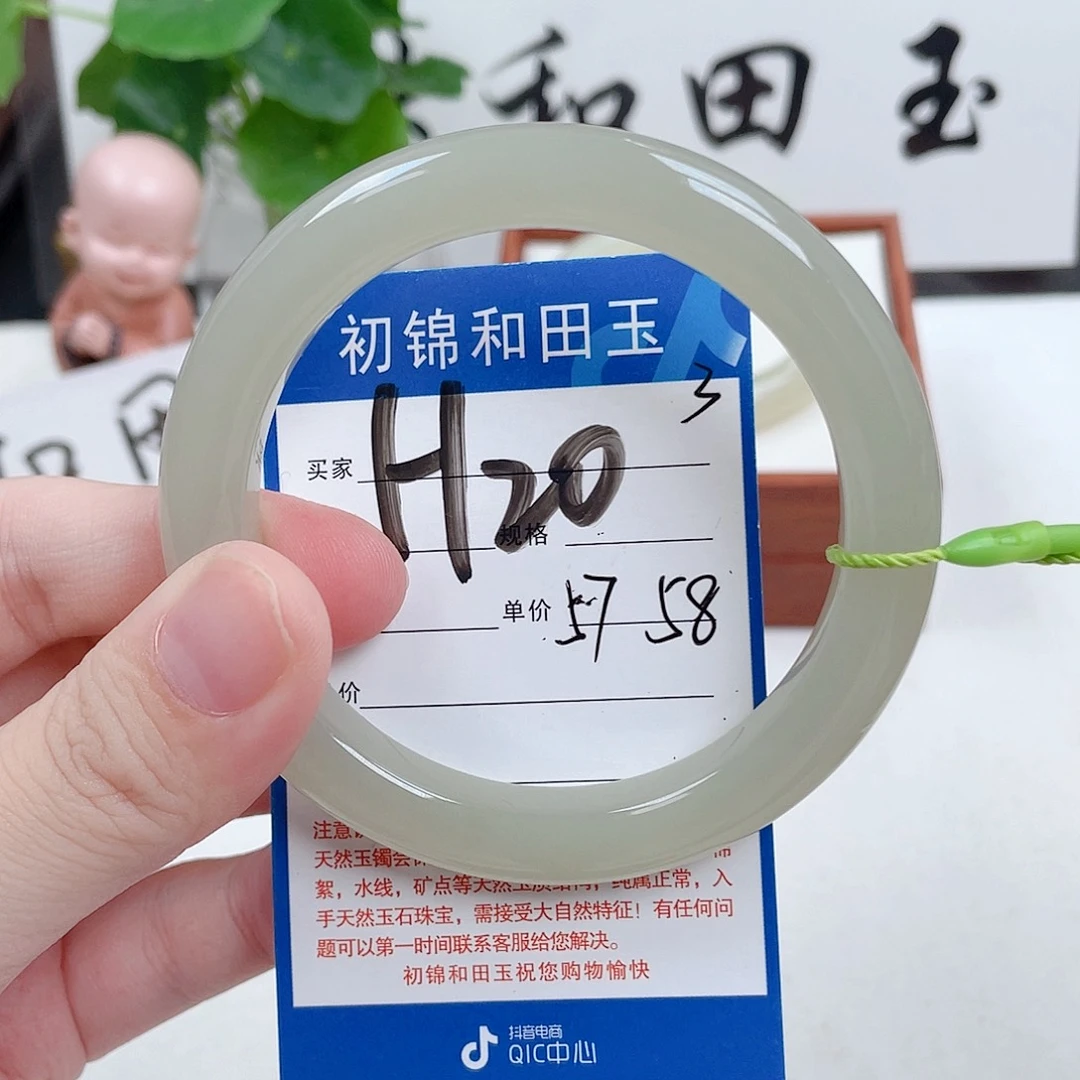 和田玉
初锦和田玉
3
买家 H20
规格
单价 57 58
价
天然玉镯会
絮，水线，矿点等天然玉质结构，纯属正常，入
手天然玉石珠宝，需接受大自然特征！有任何问
题可以第一时间联系客服给您解决。
初锦和田玉祝您购物愉快
抖音电商
QIC中心